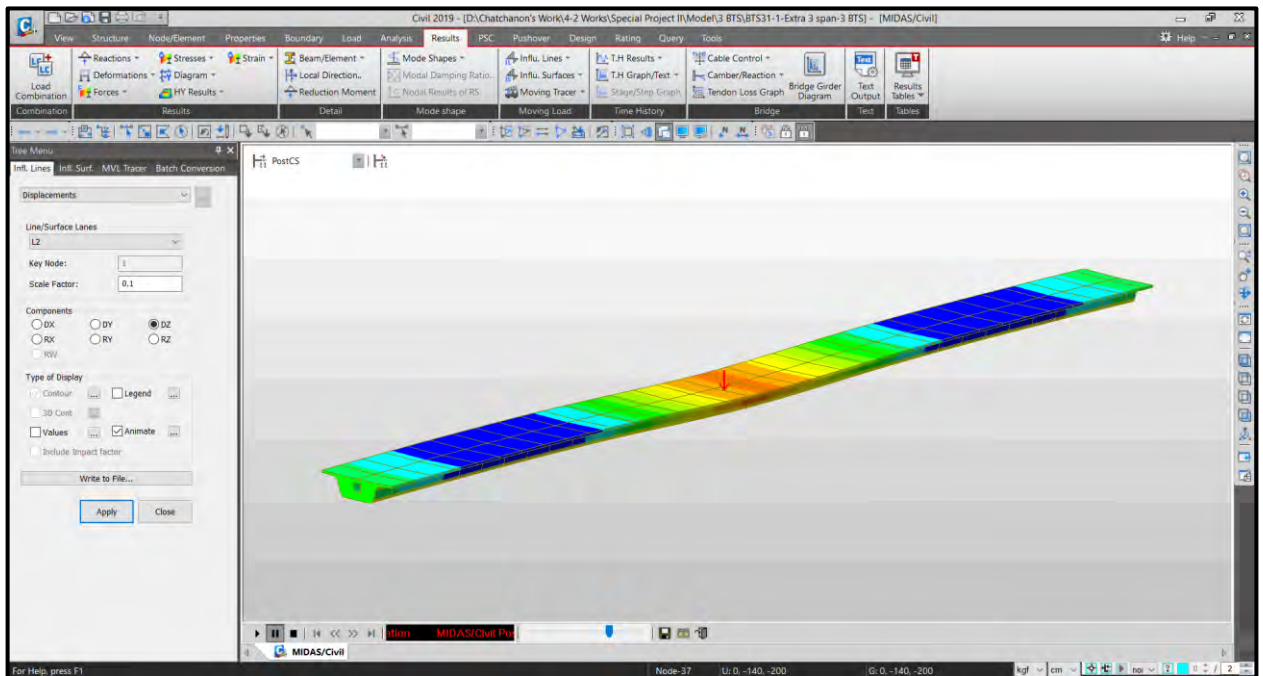 Civil 2019 - [D:\Chatchanon's Work\4-2 Works\Special Project II\Model\3 BTS\BTS31-1-Extra 3 span-3 BTS] - [MIDAS/Civil]
View Structure Node/Element Properties Boundary Load Analysis Results PSC Pushover Design Rating Query Tools Help
Reactions Stresses Strain Beam/Element Mode Shapes Influ. Lines T.H Results Cable Control
Deformations Diagram Local Direction.. Modal Damping Ratio.. Influ. Surfaces T.H Graph/Text Camber/Reaction
Forces HY Results Reduction Moment Nodal Results of RS Moving Tracer Stage/Step Graph Tendon Loss Graph
Load Combination
Bridge Girder Diagram
Text Output
Results Tables
Combination Results Detail Mode shape Moving Load Time History Bridge Text Tables
Tree Menu
Infl. Lines Infl. Surf. MVL Tracer Batch Conversion
PostCS
Displacements
Line/Surface Lanes
L2
Key Node: 1
Scale Factor: 0.1
Components
DX DY DZ
RX RY RZ
RW
Type of Display
Contour ... Legend ...
3D Cont
Values ... Animate ...
Include Impact factor
Write to File...
Apply Close
ation MIDAS/Civil Pos
MIDAS/Civil
For Help, press F1 Node-37 U: 0, -140, -200 G: 0, -140, -200 kgf cm non ? 0 / 2